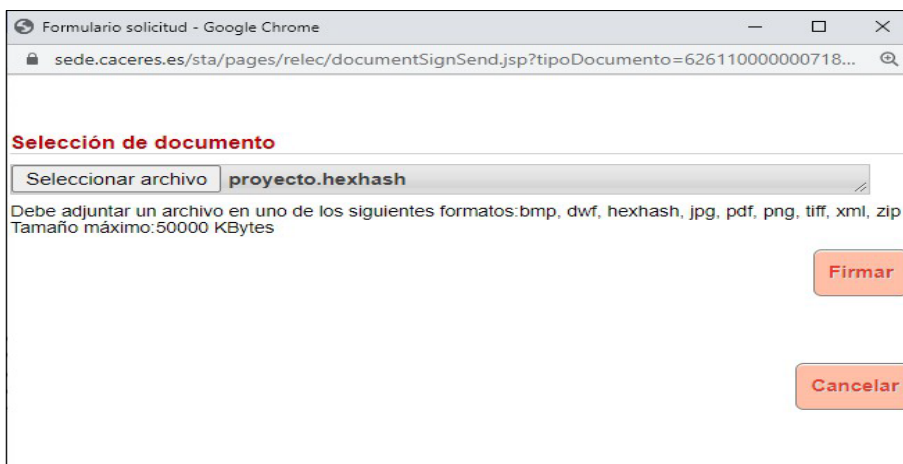 Formulario solicitud - Google Chrome
sede.caceres.es/sta/pages/relec/documentSignSend.jsp?tipoDocumento=626110000000718...
Selección de documento
Seleccionar archivo proyecto.hexhash
Debe adjuntar un archivo en uno de los siguientes formatos:bmp, dwf, hexhash, jpg, pdf, png, tiff, xml, zip
Tamaño máximo:50000 KBytes
Firmar
Cancelar